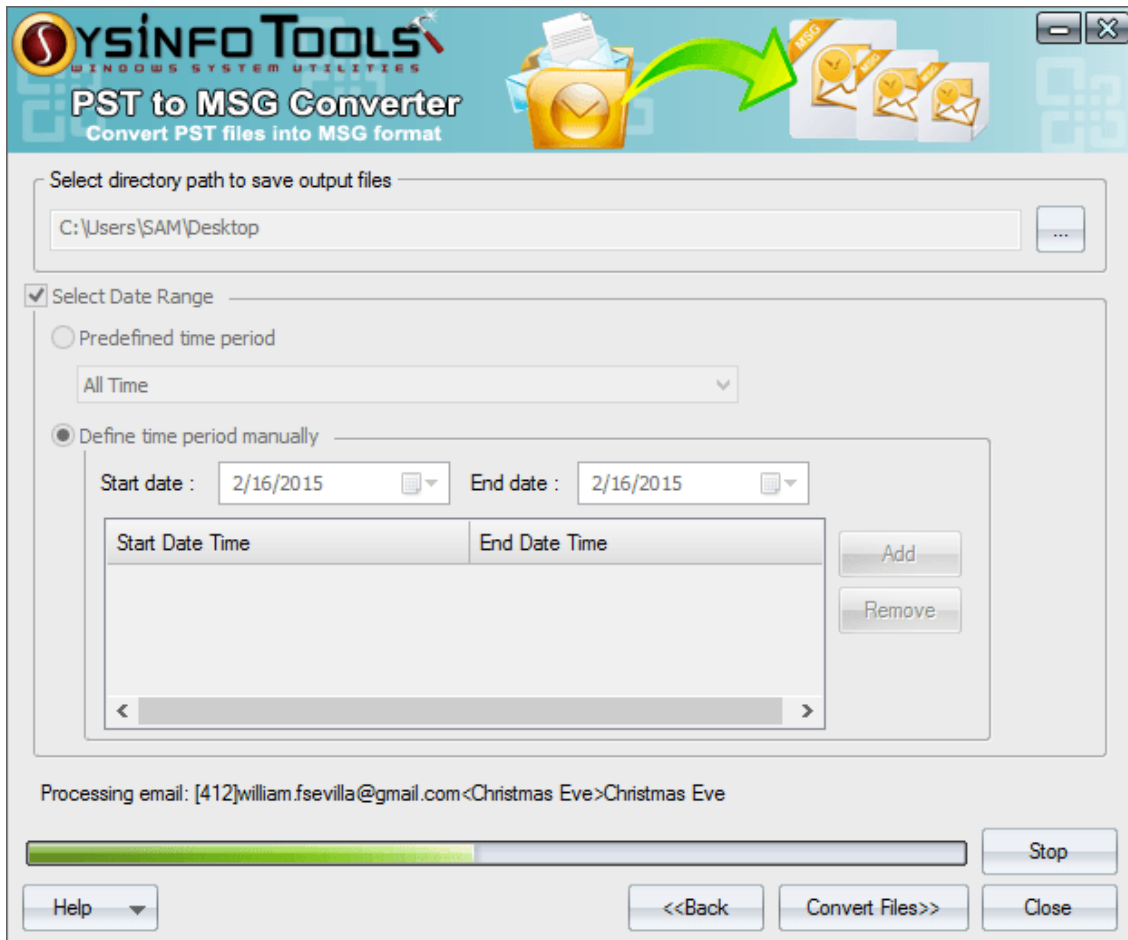 SYSINFOTOOLS
WINDOWS SYSTEM UTILITIES
PST to MSG Converter
Convert PST files into MSG format
MSG
MSG
MSG
Select directory path to save output files
C:\Users\SAM\Desktop
...
Select Date Range
Predefined time period
All Time
Define time period manually
Start date : 2/16/2015 End date : 2/16/2015
Start Date Time End Date Time
Add
Remove
Processing email: [412]william.fsevilla@gmail.com<Christmas Eve>Christmas Eve
Stop
Help <<Back Convert Files>> Close